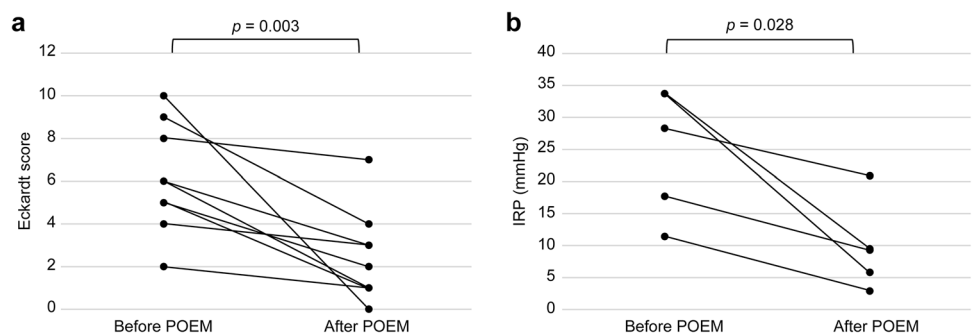 a
p = 0.003
Eckardt score
12
10
8
6
4
2
0
Before POEM
After POEM
b
p = 0.028
IRP (mmHg)
40
35
30
25
20
15
10
5
0
Before POEM
After POEM